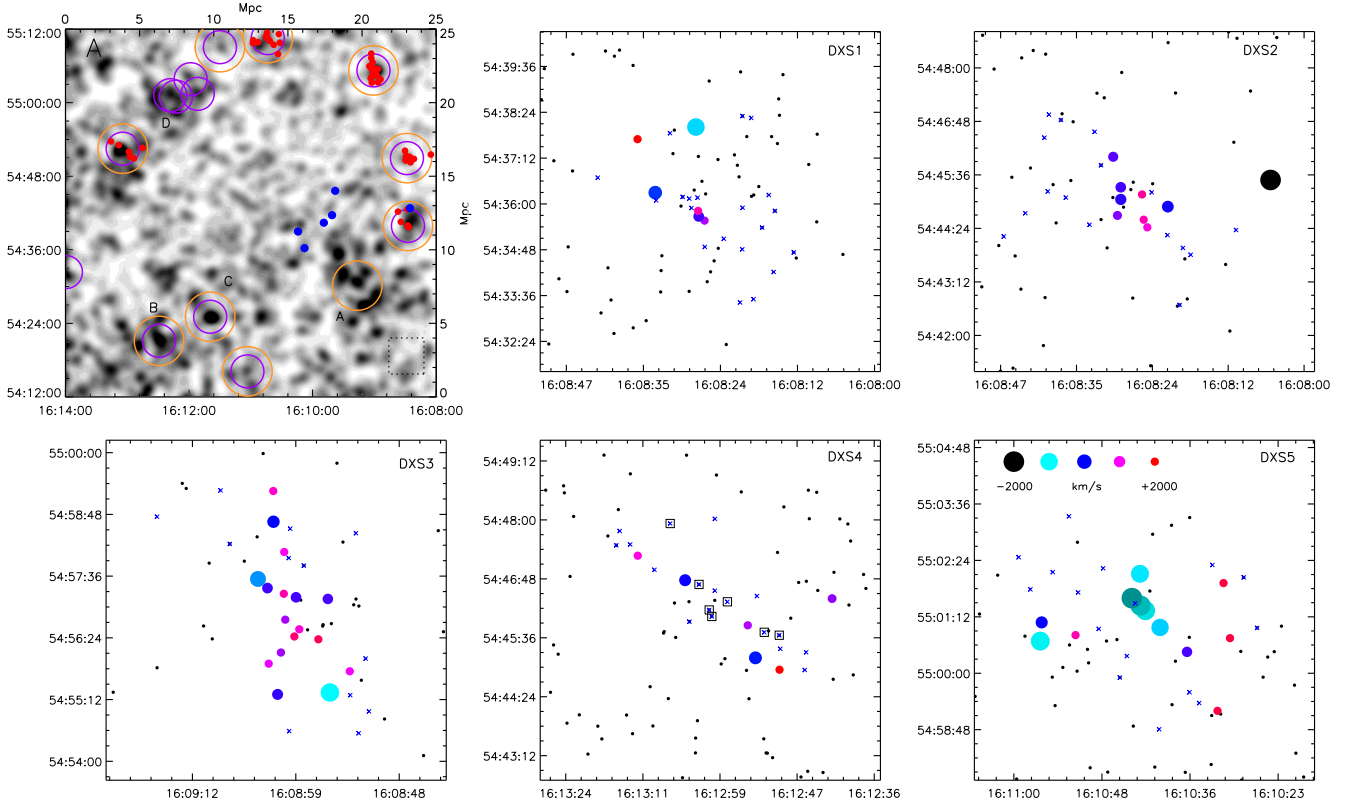 Mpc
0 5 10 15 20 25
55:12:00
55:00:00
54:48:00
54:36:00
54:24:00
54:12:00
A
D
B
C
A
25
20
15
10
5
0
Mpc
16:14:00 16:12:00 16:10:00 16:08:00
DXS1
54:39:36
54:38:24
54:37:12
54:36:00
54:34:48
54:33:36
54:32:24
16:08:47 16:08:35 16:08:24 16:08:12 16:08:00
DXS2
54:48:00
54:46:48
54:45:36
54:44:24
54:43:12
54:42:00
16:08:47 16:08:35 16:08:24 16:08:12 16:08:00
DXS3
55:00:00
54:58:48
54:57:36
54:56:24
54:55:12
54:54:00
16:09:12 16:08:59 16:08:48
DXS4
54:49:12
54:48:00
54:46:48
54:45:36
54:44:24
54:43:12
16:13:24 16:13:11 16:12:59 16:12:47 16:12:36
DXS5
-2000 km/s +2000
55:04:48
55:03:36
55:02:24
55:01:12
55:00:00
54:58:48
16:11:00 16:10:48 16:10:36 16:10:23